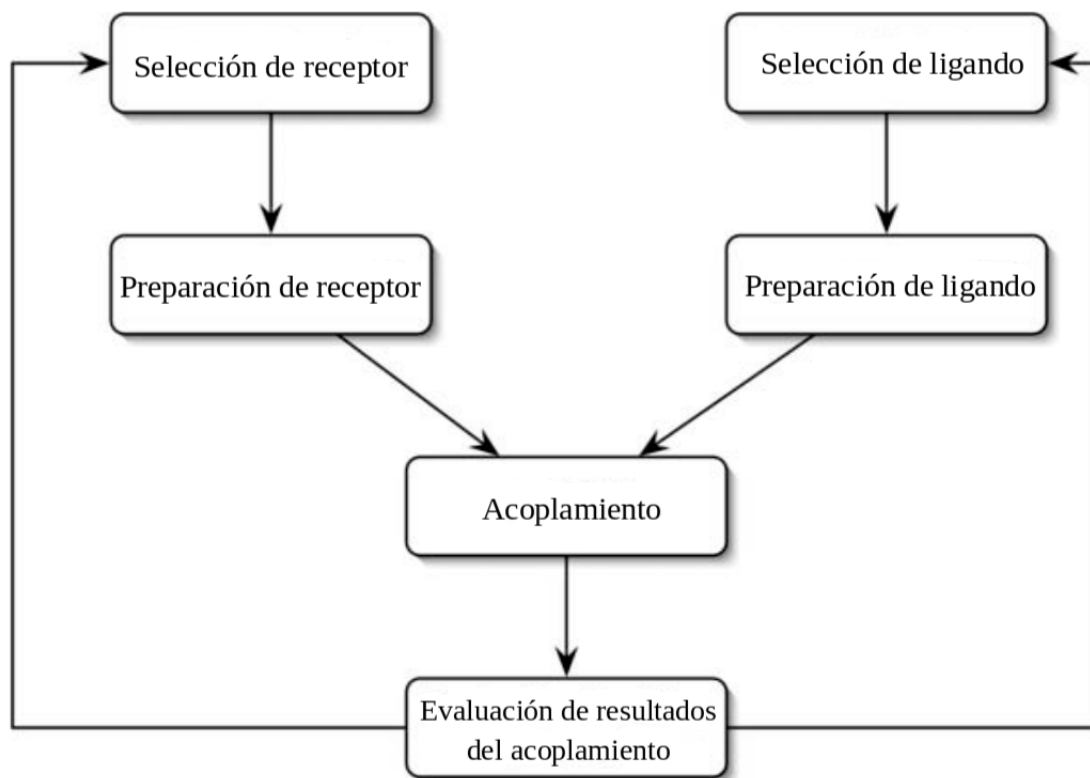 Selección de receptor
Selección de ligando
Preparación de receptor
Preparación de ligando
Acoplamiento
Evaluación de resultados
del acoplamiento